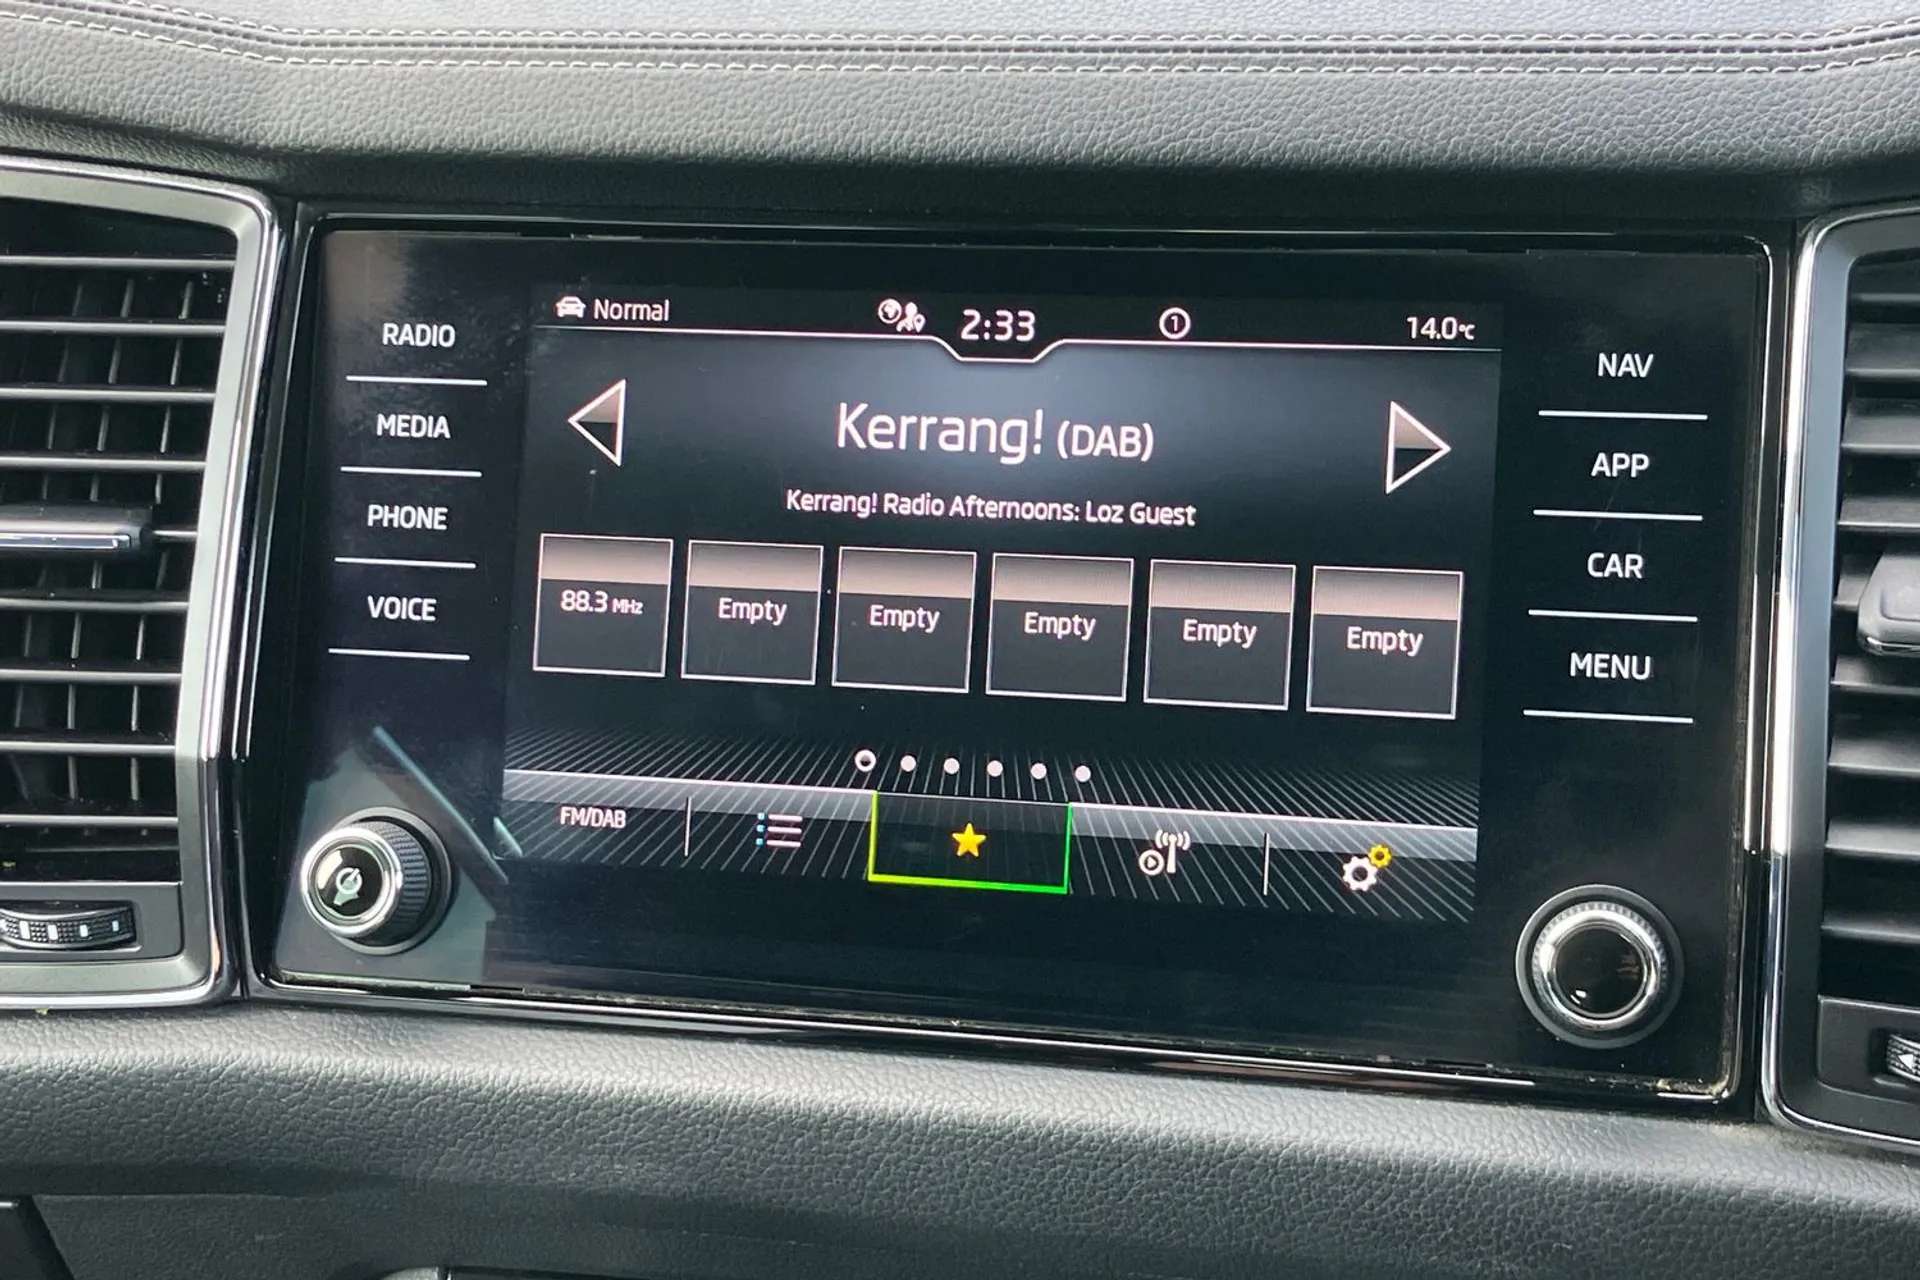 Normal
2:33
1
14.0°C
RADIO
MEDIA
PHONE
VOICE
Kerrang! (DAB)
Kerrang! Radio Afternoons: Loz Guest
88.3 MHz
Empty
Empty
Empty
Empty
Empty
FM/DAB
NAV
APP
CAR
MENU